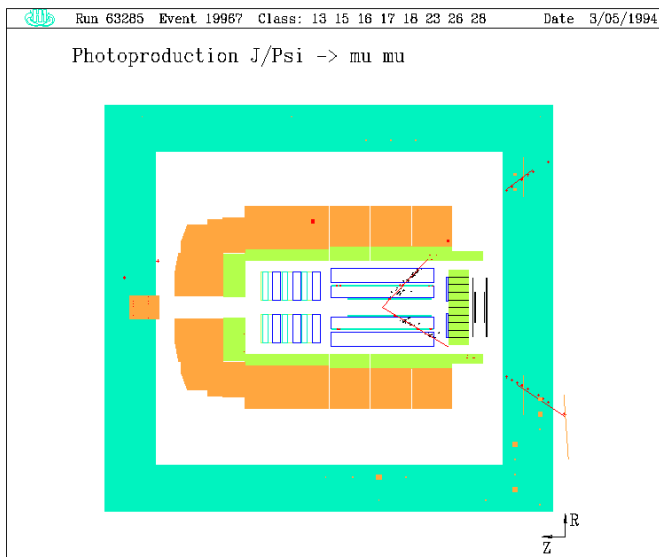 Run 63285 Event 19967 Class: 13 15 16 17 18 23 26 28 Date 3/05/1994
Photoproduction J/Psi -> mu mu
R
Z